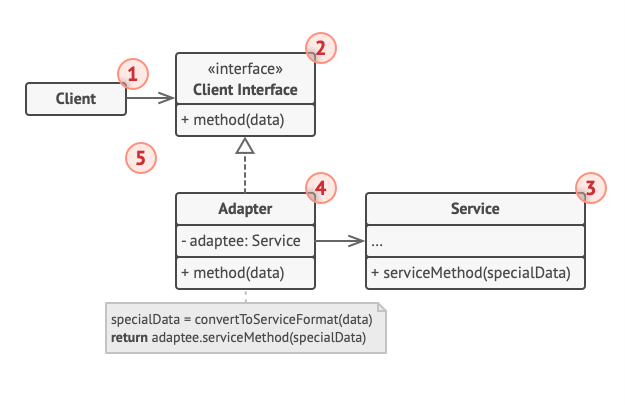 1
2
«interface»
Client Interface
Client
+ method(data)
5
4
3
Adapter
- adaptee: Service
+ method(data)
Service
...
+ serviceMethod(specialData)
specialData = convertToServiceFormat(data)
return adaptee.serviceMethod(specialData)